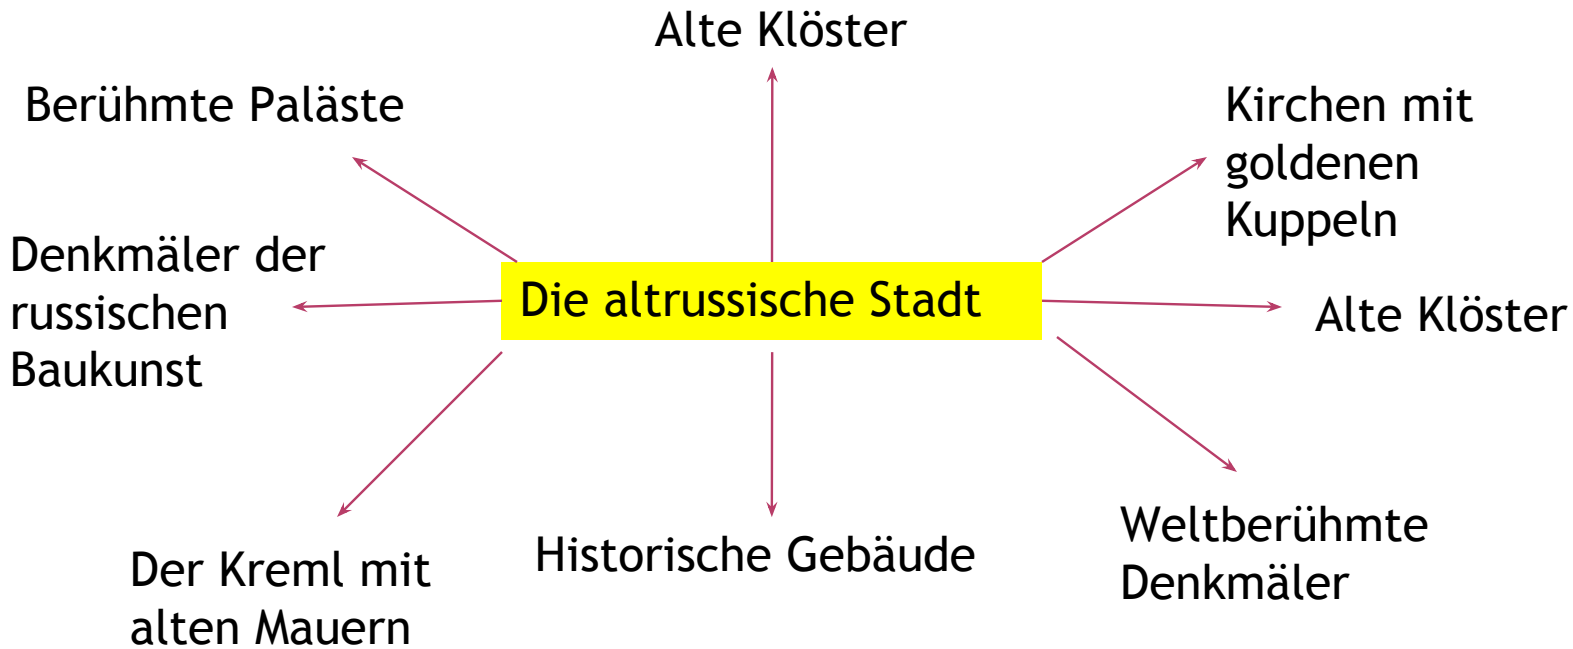 Alte Klöster
Berühmte Paläste
Kirchen mit
goldenen
Kuppeln
Denkmäler der
russischen
Baukunst
Die altrussische Stadt
Alte Klöster
Der Kreml mit
alten Mauern
Historische Gebäude
Weltberühmte
Denkmäler